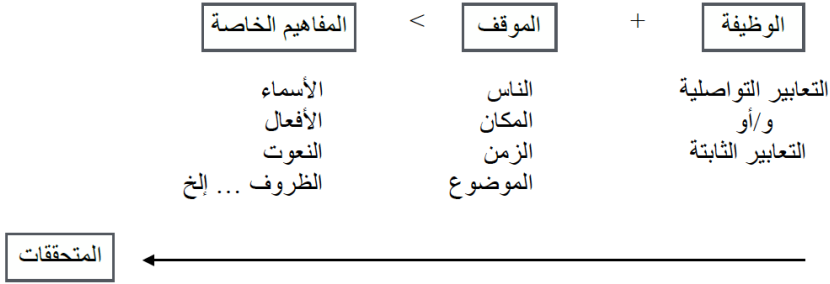 الوظيفة + الموقف < المفاهيم الخاصة
التعابير التواصلية الناس الأسماء
و/أو المكان الأفعال
التعابير الثابتة الزمن النعوت
الموضوع الظروف ... إلخ
المتحققات